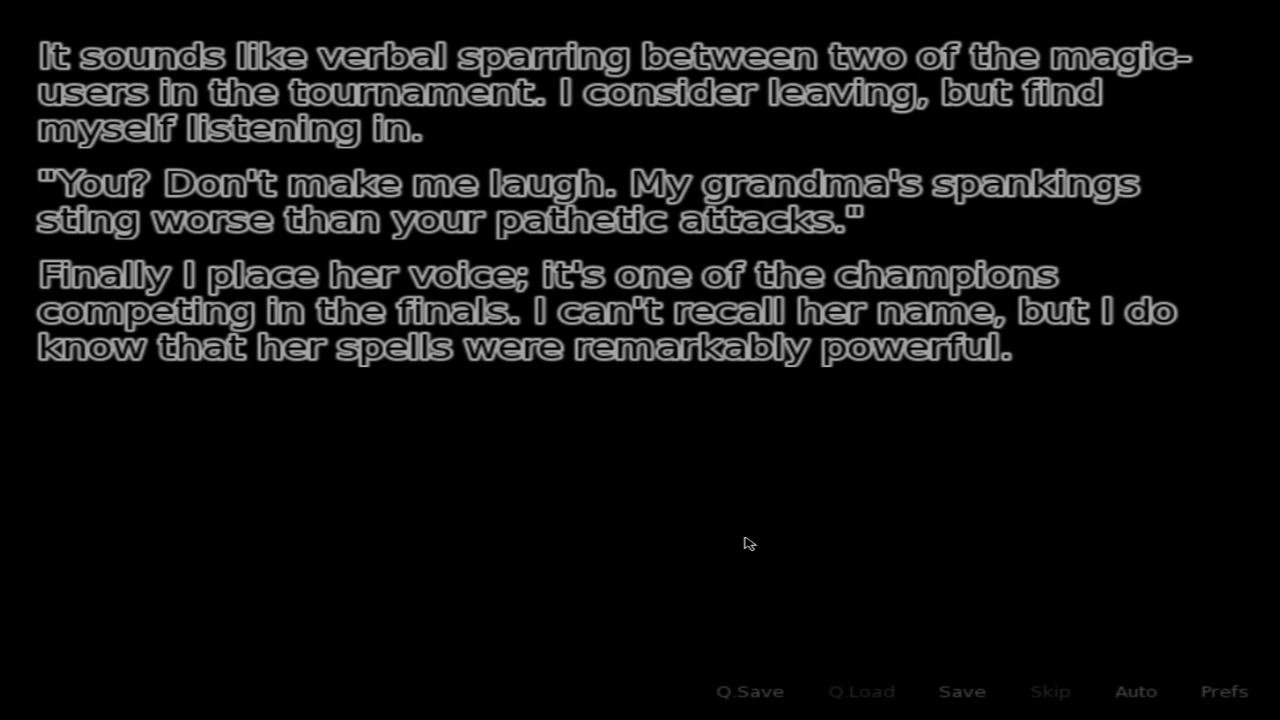 It sounds like verbal sparring between two of the magic-
users in the tournament. I consider leaving, but find
myself listening in.
"You? Don't make me laugh. My grandma's spankings
sting worse than your pathetic attacks."
Finally I place her voice; it's one of the champions
competing in the finals. I can't recall her name, but I do
know that her spells were remarkably powerful.
Q.Save Q.Load Save Skip Auto Prefs